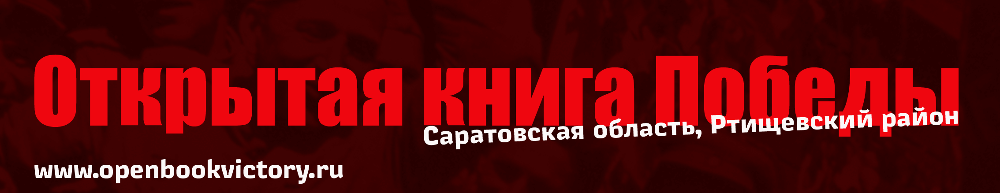 Открытая книга Победы
Саратовская область, Ртищевский район
www.openbookvictory.ru